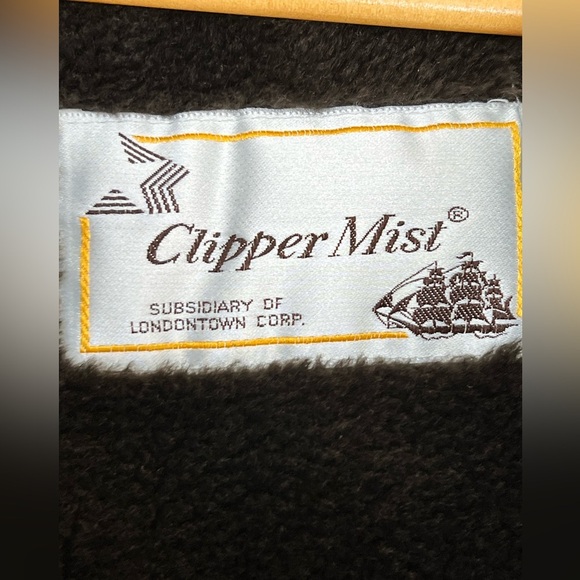 Clipper Mist®
SUBSIDIARY OF
LONDONTOWN CORP.